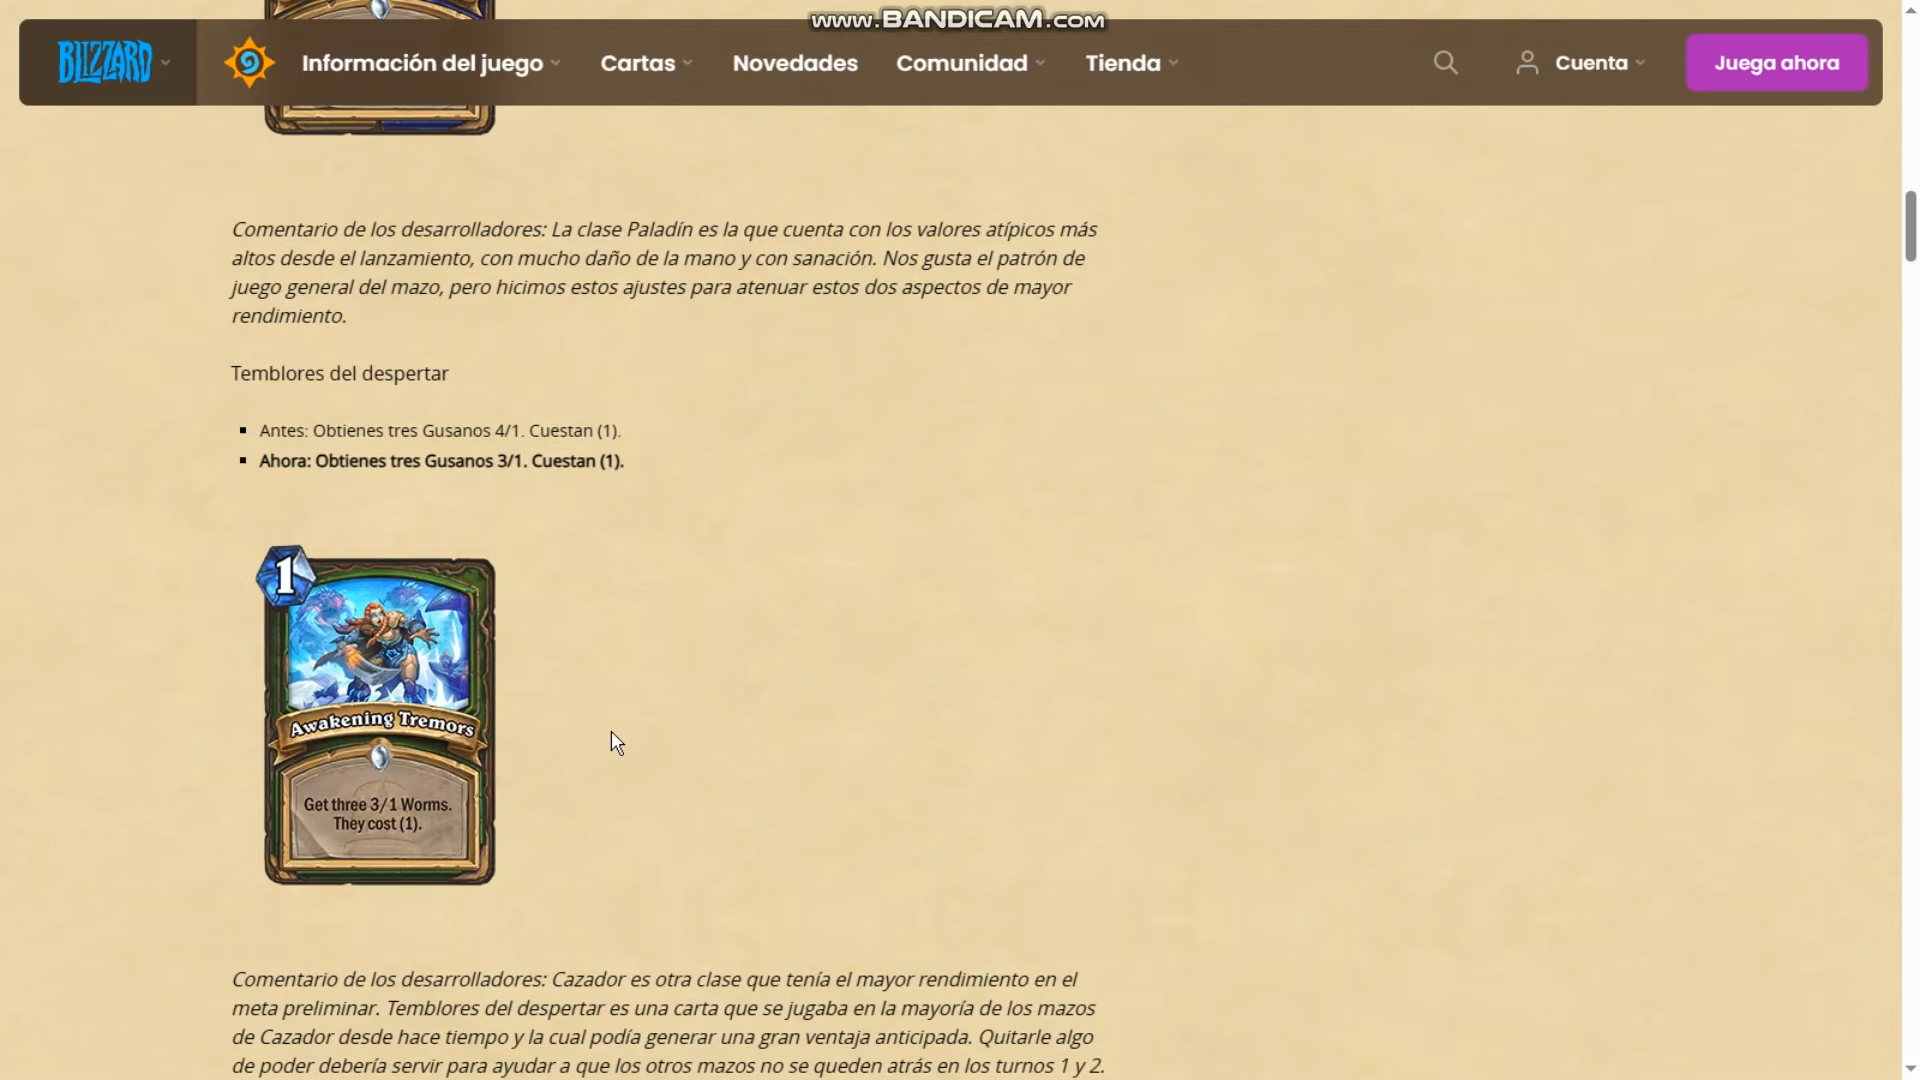 www.BANDICAM.com
BLIZZARD
Información del juego
Cartas
Novedades
Comunidad
Tienda
Cuenta
Juega ahora
Comentario de los desarrolladores: La clase Paladín es la que cuenta con los valores atípicos más
altos desde el lanzamiento, con mucho daño de la mano y con sanación. Nos gusta el patrón de
juego general del mazo, pero hicimos estos ajustes para atenuar estos dos aspectos de mayor
rendimiento.
Temblores del despertar
Antes: Obtienes tres Gusanos 4/1. Cuestan (1).
Ahora: Obtienes tres Gusanos 3/1. Cuestan (1).
1
Awakening Tremors
Get three 3/1 Worms.
They cost (1).
Comentario de los desarrolladores: Cazador es otra clase que tenía el mayor rendimiento en el
meta preliminar. Temblores del despertar es una carta que se jugaba en la mayoría de los mazos
de Cazador desde hace tiempo y la cual podía generar una gran ventaja anticipada. Quitarle algo
de poder debería servir para ayudar a que los otros mazos no se queden atrás en los turnos 1 y 2.